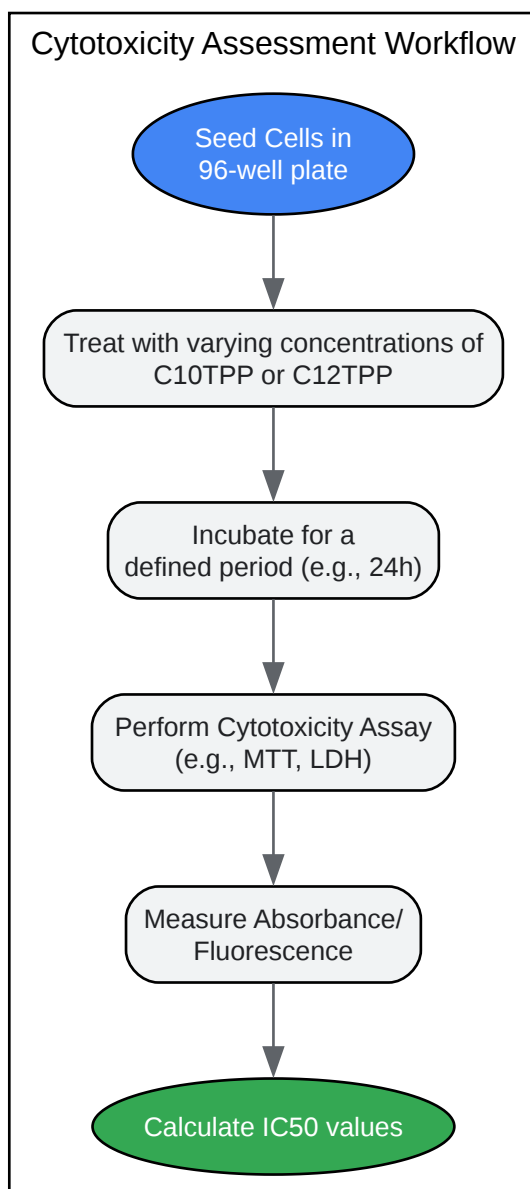 Cytotoxicity Assessment Workflow
Seed Cells in
96-well plate
Treat with varying concentrations of
C10TPP or C12TPP
Incubate for a
defined period (e.g., 24h)
Perform Cytotoxicity Assay
(e.g., MTT, LDH)
Measure Absorbance/
Fluorescence
Calculate IC50 values